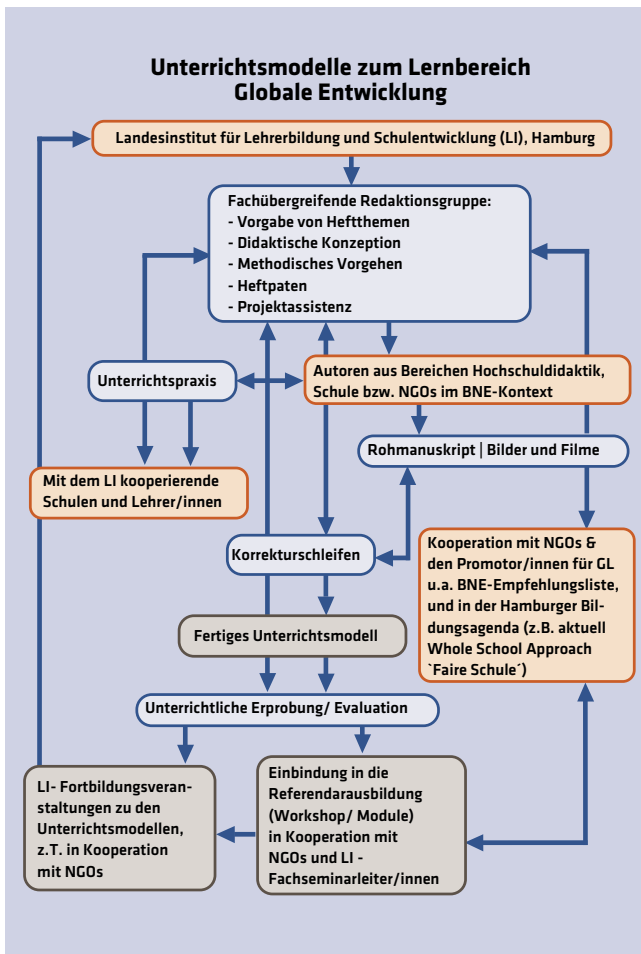 Unterrichtsmodelle zum Lernbereich
Globale Entwicklung
Landesinstitut für Lehrerbildung und Schulentwicklung (LI), Hamburg
Fachübergreifende Redaktionsgruppe:
- Vorgabe von Heftthemen
- Didaktische Konzeption
- Methodisches Vorgehen
- Heftpaten
- Projektassistenz
Unterrichtspraxis
Autoren aus Bereichen Hochschuldidaktik,
Schule bzw. NGOs im BNE-Kontext
Rohmanuskript | Bilder und Filme
Mit dem LI kooperierende
Schulen und Lehrer/innen
Korrekturschleifen
Kooperation mit NGOs &
den Promotor/innen für GL
u.a. BNE-Empfehlungsliste,
und in der Hamburger Bil-
dungsagenda (z.B. aktuell
Whole School Approach
`Faire Schule´)
Fertiges Unterrichtsmodell
Unterrichtliche Erprobung/ Evaluation
LI- Fortbildungsveran-
staltungen zu den
Unterrichtsmodellen,
z.T. in Kooperation
mit NGOs
Einbindung in die
Referendarausbildung
(Workshop/ Module)
in Kooperation mit
NGOs und LI -
Fachseminarleiter/innen